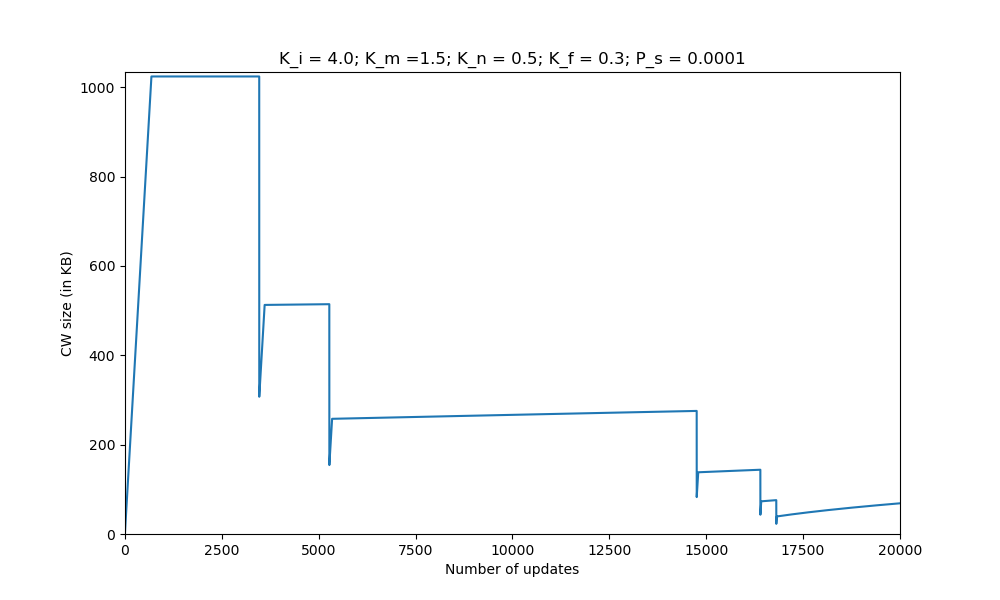 K_i = 4.0; K_m =1.5; K_n = 0.5; K_f = 0.3; P_s = 0.0001
1000
800
600
400
200
0
CW size (in KB)
0 2500 5000 7500 10000 12500 15000 17500 20000
Number of updates